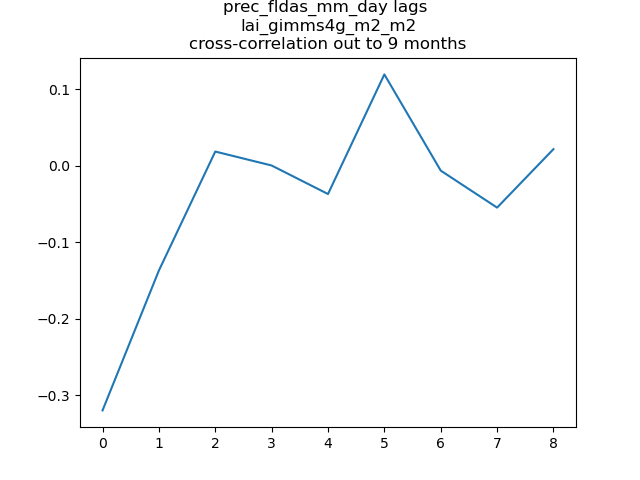 prec_fldas_mm_day lags
lai_gimms4g_m2_m2
cross-correlation out to 9 months
0.1
0.0
−0.1
−0.2
−0.3
0 1 2 3 4 5 6 7 8